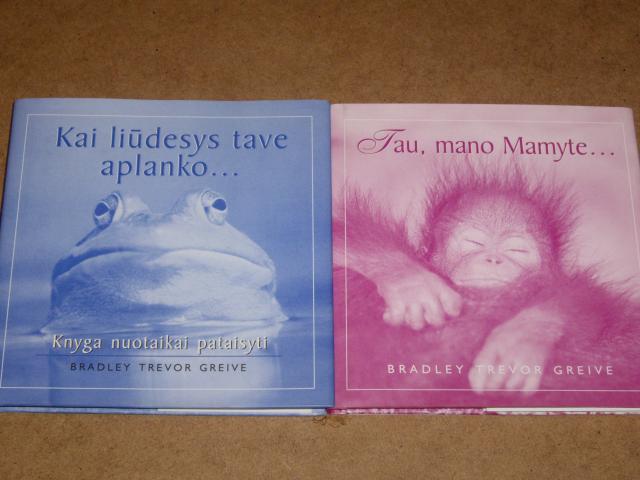 Kai liūdesys tave
aplanko...
Knyga nuotaikai pataisyti
BRADLEY TREVOR GREIVE
Tau, mano Mamyte...
BRADLEY TREVOR GREIVE